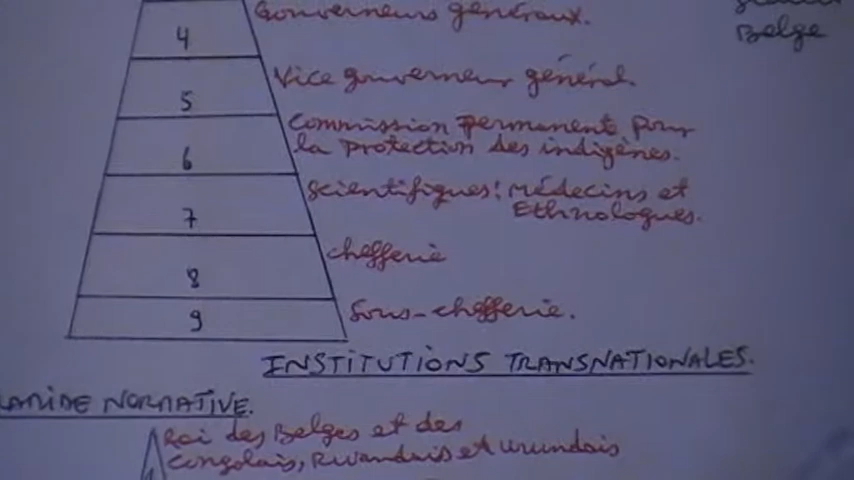 Gouverneurs généraux.
Belge
4
Vice gouverneur général.
5
Commission permanente pour
la protection des indigènes.
6
Scientifiques: Médecins et
Ethnologues.
7
chefferie
8
Sous-chefferie.
9
INSTITUTIONS TRANSNATIONALES.
NORMATIVE.
Roi des Belges et des
Congolais, Rwandais et urundais